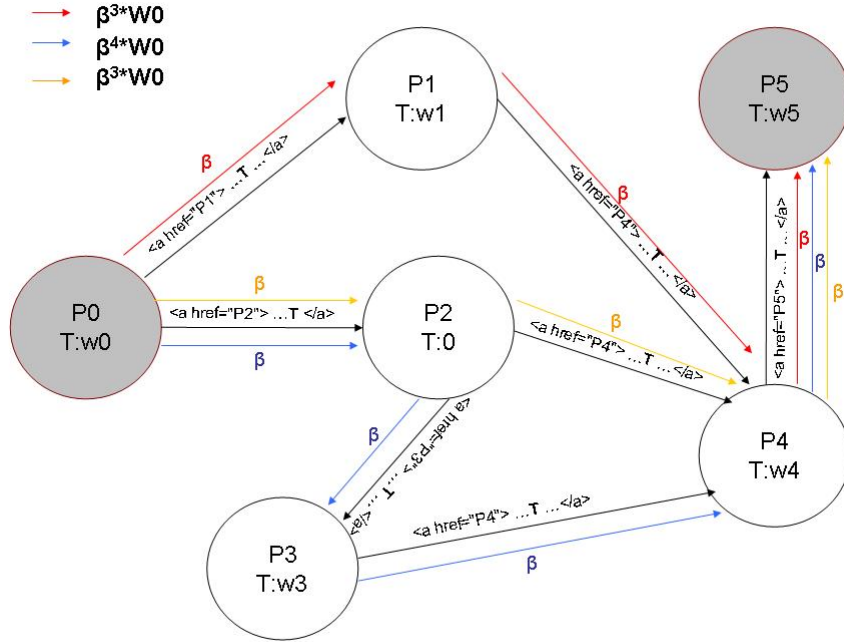 β³*W0
β⁴*W0
β³*W0
P1
T:w1
P5
T:w5
β
<a href="P1"> ...T ...</a>
β
<a href="P4"> ...T ... </a>
P0
T:w0
β
<a href="P2"> ...T </a>
β
P2
T:0
β
<a href="P4"> ...T ... </a>
<a href="P5"> ... T ... </a>
β
β
β
β
<a href="P3"> ... T ... </a>
P4
T:w4
P3
T:w3
<a href="P4"> ...T ...</a>
β